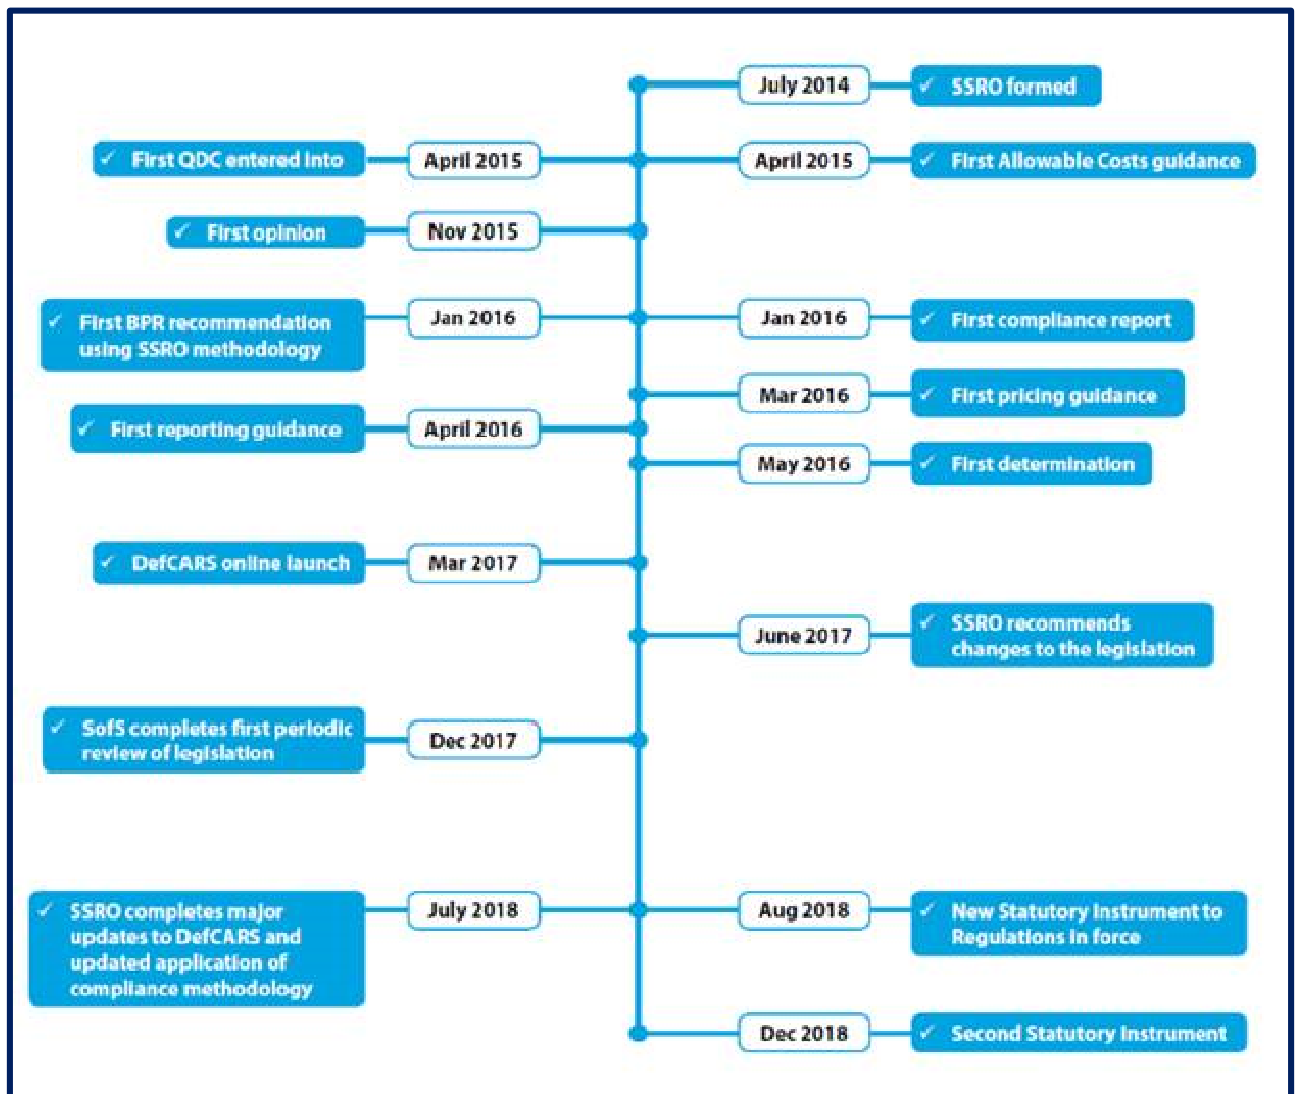 July 2014
✓ SSRO formed
✓ First QDC entered into
April 2015
April 2015
✓ First Allowable Costs guidance
✓ First opinion
Nov 2015
✓ First BPR recommendation
using SSRO methodology
Jan 2016
Jan 2016
✓ First compliance report
Mar 2016
✓ First pricing guidance
✓ First reporting guidance
April 2016
May 2016
✓ First determination
✓ DefCARS online launch
Mar 2017
June 2017
✓ SSRO recommends
changes to the legislation
✓ SofS completes first periodic
review of legislation
Dec 2017
✓ SSRO completes major
updates to DefCARS and
updated application of
compliance methodology
July 2018
Aug 2018
✓ New Statutory Instrument to
Regulations in force
Dec 2018
✓ Second Statutory Instrument